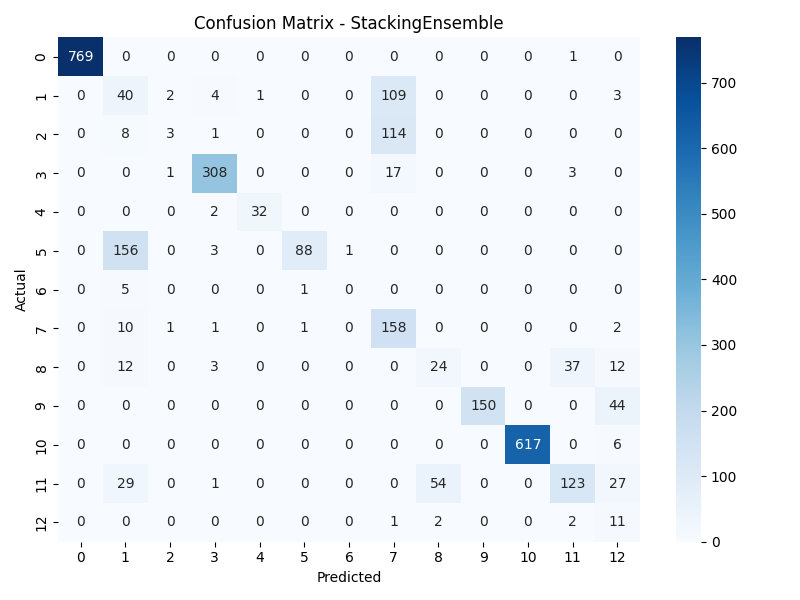 Confusion Matrix - StackingEnsemble
Actual
0 769 0 0 0 0 0 0 0 0 0 0 1 0
1 0 40 2 4 1 0 0 109 0 0 0 0 3
2 0 8 3 1 0 0 0 114 0 0 0 0 0
3 0 0 1 308 0 0 0 17 0 0 0 3 0
4 0 0 0 2 32 0 0 0 0 0 0 0 0
5 0 156 0 3 0 88 1 0 0 0 0 0 0
6 0 5 0 0 0 1 0 0 0 0 0 0 0
7 0 10 1 1 0 1 0 158 0 0 0 0 2
8 0 12 0 3 0 0 0 0 24 0 0 37 12
9 0 0 0 0 0 0 0 0 0 150 0 0 44
10 0 0 0 0 0 0 0 0 0 0 617 0 6
11 0 29 0 1 0 0 0 0 54 0 0 123 27
12 0 0 0 0 0 0 0 1 2 0 0 2 11
0 1 2 3 4 5 6 7 8 9 10 11 12
Predicted
700
600
500
400
300
200
100
0